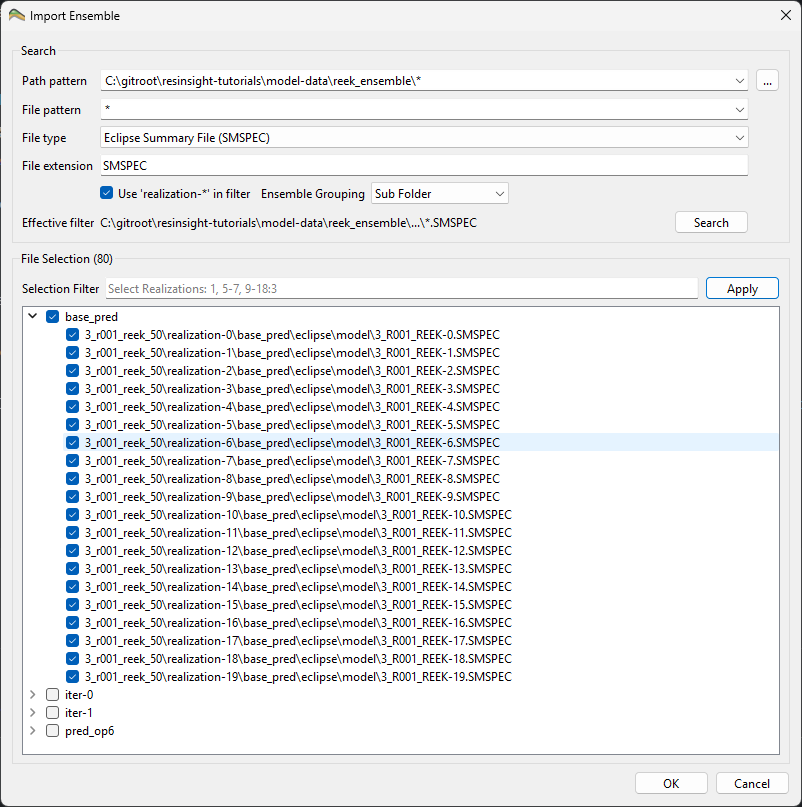 Import Ensemble
Search
Path pattern C:\gitroot\resinsight-tutorials\model-data\reek_ensemble\* ...
File pattern *
File type Eclipse Summary File (SMSPEC)
File extension SMSPEC
Use 'realization-*' in filter Ensemble Grouping Sub Folder
Effective filter C:\gitroot\resinsight-tutorials\model-data\reek_ensemble\...\*.SMSPEC Search
File Selection (80)
Selection Filter Select Realizations: 1, 5-7, 9-18:3 Apply
base_pred
3_r001_reek_50\realization-0\base_pred\eclipse\model\3_R001_REEK-0.SMSPEC
3_r001_reek_50\realization-1\base_pred\eclipse\model\3_R001_REEK-1.SMSPEC
3_r001_reek_50\realization-2\base_pred\eclipse\model\3_R001_REEK-2.SMSPEC
3_r001_reek_50\realization-3\base_pred\eclipse\model\3_R001_REEK-3.SMSPEC
3_r001_reek_50\realization-4\base_pred\eclipse\model\3_R001_REEK-4.SMSPEC
3_r001_reek_50\realization-5\base_pred\eclipse\model\3_R001_REEK-5.SMSPEC
3_r001_reek_50\realization-6\base_pred\eclipse\model\3_R001_REEK-6.SMSPEC
3_r001_reek_50\realization-7\base_pred\eclipse\model\3_R001_REEK-7.SMSPEC
3_r001_reek_50\realization-8\base_pred\eclipse\model\3_R001_REEK-8.SMSPEC
3_r001_reek_50\realization-9\base_pred\eclipse\model\3_R001_REEK-9.SMSPEC
3_r001_reek_50\realization-10\base_pred\eclipse\model\3_R001_REEK-10.SMSPEC
3_r001_reek_50\realization-11\base_pred\eclipse\model\3_R001_REEK-11.SMSPEC
3_r001_reek_50\realization-12\base_pred\eclipse\model\3_R001_REEK-12.SMSPEC
3_r001_reek_50\realization-13\base_pred\eclipse\model\3_R001_REEK-13.SMSPEC
3_r001_reek_50\realization-14\base_pred\eclipse\model\3_R001_REEK-14.SMSPEC
3_r001_reek_50\realization-15\base_pred\eclipse\model\3_R001_REEK-15.SMSPEC
3_r001_reek_50\realization-16\base_pred\eclipse\model\3_R001_REEK-16.SMSPEC
3_r001_reek_50\realization-17\base_pred\eclipse\model\3_R001_REEK-17.SMSPEC
3_r001_reek_50\realization-18\base_pred\eclipse\model\3_R001_REEK-18.SMSPEC
3_r001_reek_50\realization-19\base_pred\eclipse\model\3_R001_REEK-19.SMSPEC
iter-0
iter-1
pred_op6
OK Cancel